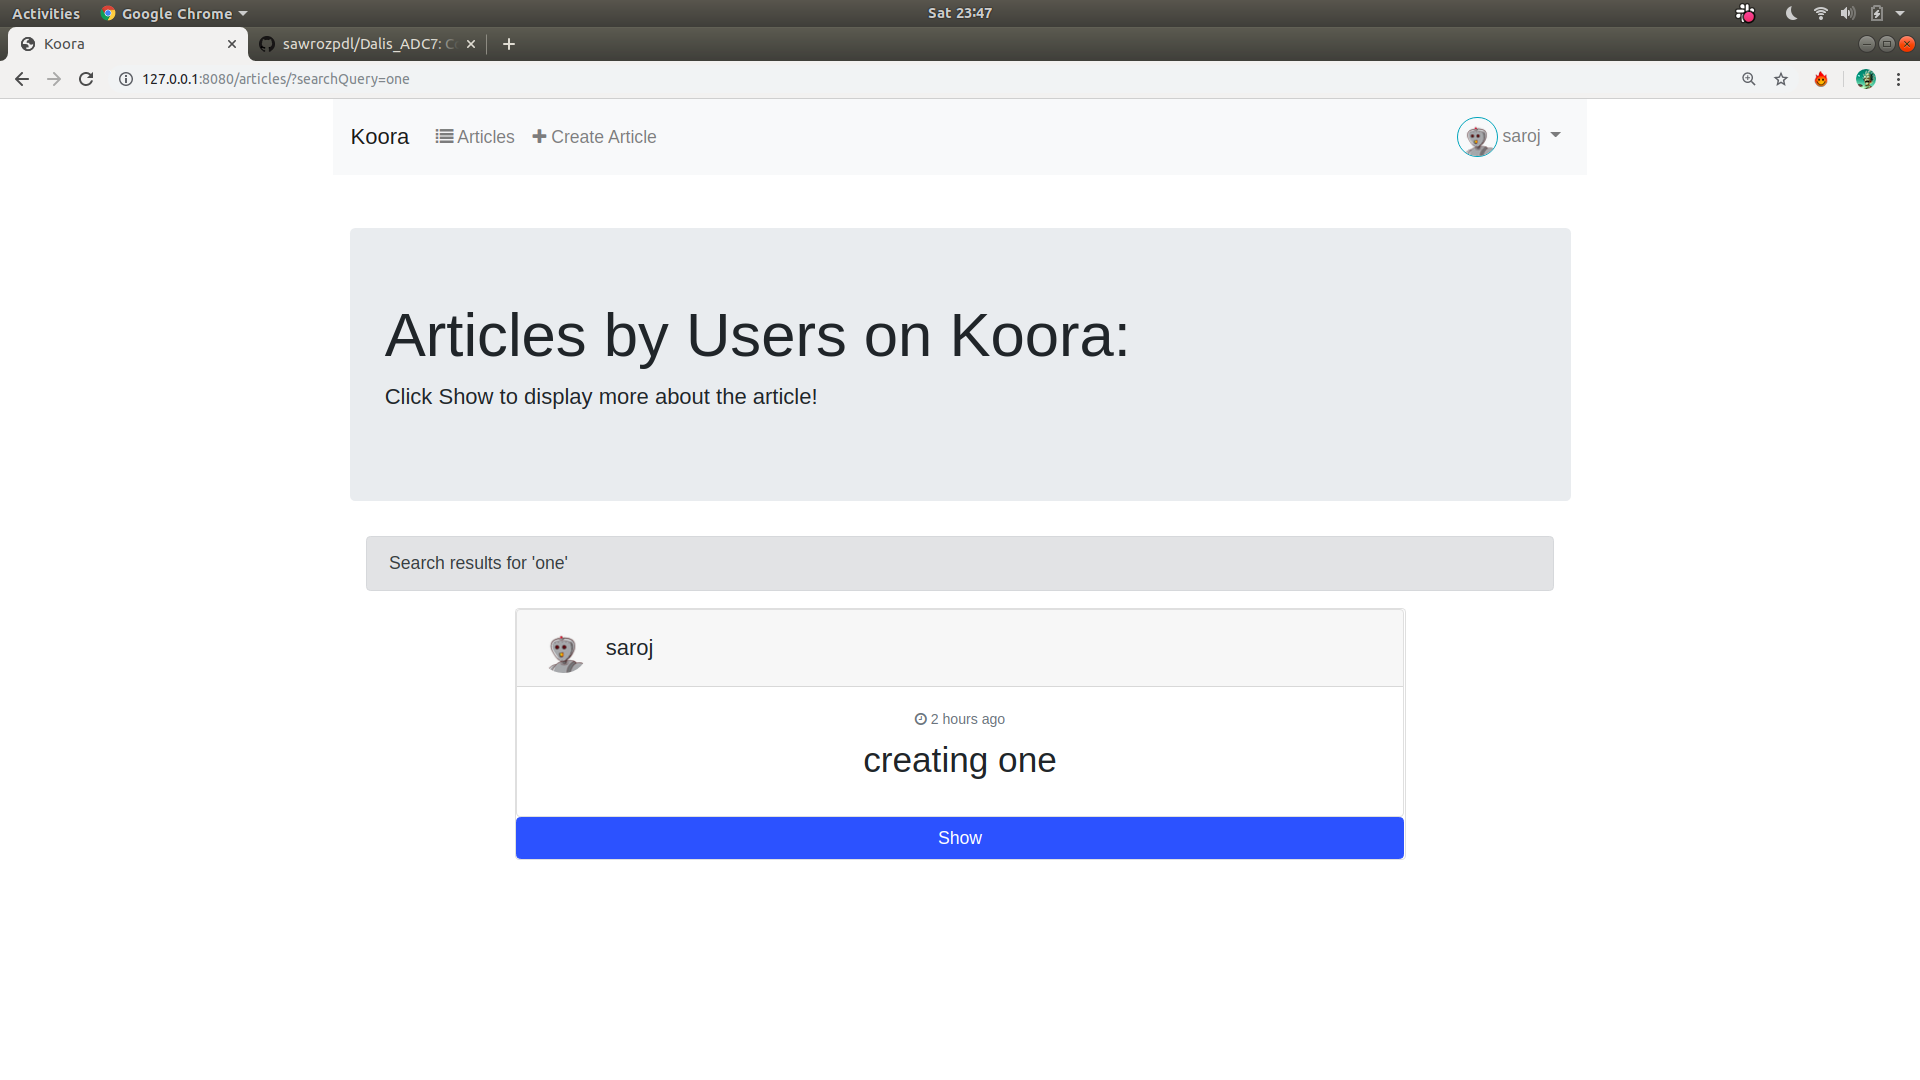 Activities Google Chrome Sat 23:47
Koora sawrozpdl/Dalis_ADC7:
127.0.0.1:8080/articles/?searchQuery=one
Koora Articles Create Article saroj
Articles by Users on Koora:
Click Show to display more about the article!
Search results for 'one'
saroj
2 hours ago
creating one
Show